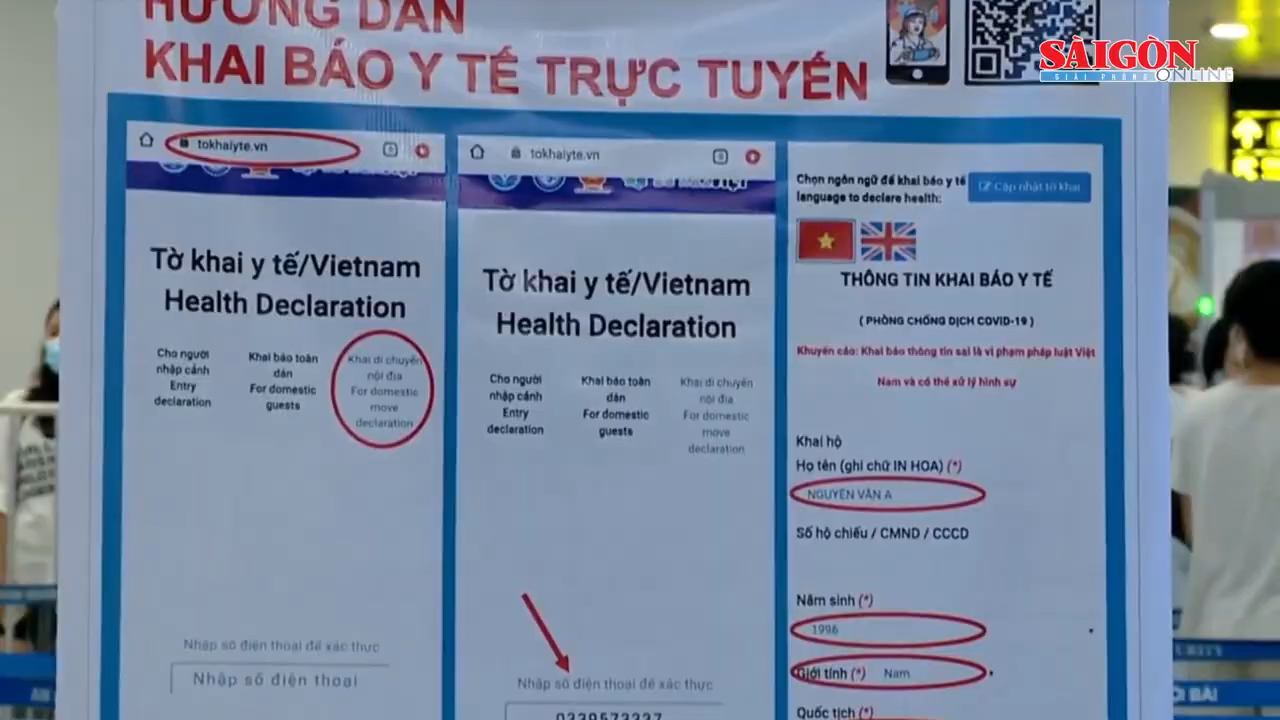 HƯỚNG DẪN
KHAI BÁO Y TẾ TRỰC TUYẾN
SÀIGÒN
GIẢI PHÓNG ONLINE
tokhaiyte.vn
Tờ khai y tế/Vietnam
Health Declaration
Cho người
nhập cảnh
Entry
declaration
Khai báo toàn
dân
For domestic
guests
Khai di chuyển
nội địa
For domestic
move
declaration
Nhập số điện thoại để xác thực
Nhập số điện thoại
tokhaiyte.vn
Tờ khai y tế/Vietnam
Health Declaration
Cho người
nhập cảnh
Entry
declaration
Khai báo toàn
dân
For domestic
guests
Khai di chuyển
nội địa
For domestic
move
declaration
Nhập số điện thoại để xác thực
Chọn ngôn ngữ để khai báo y tế
language to declare health:
Cập nhật tờ khai
THÔNG TIN KHAI BÁO Y TẾ
( PHÒNG CHỐNG DỊCH COVID-19 )
Khuyến cáo: Khai báo thông tin sai là vi phạm pháp luật Việt
Nam và có thể xử lý hình sự
Khai hộ
Họ tên (ghi chữ IN HOA) (*)
NGUYỄN VĂN A
Số hộ chiếu / CMND / CCCD
Năm sinh (*)
1996
Giới tính (*) Nam
Quốc tịch (*)